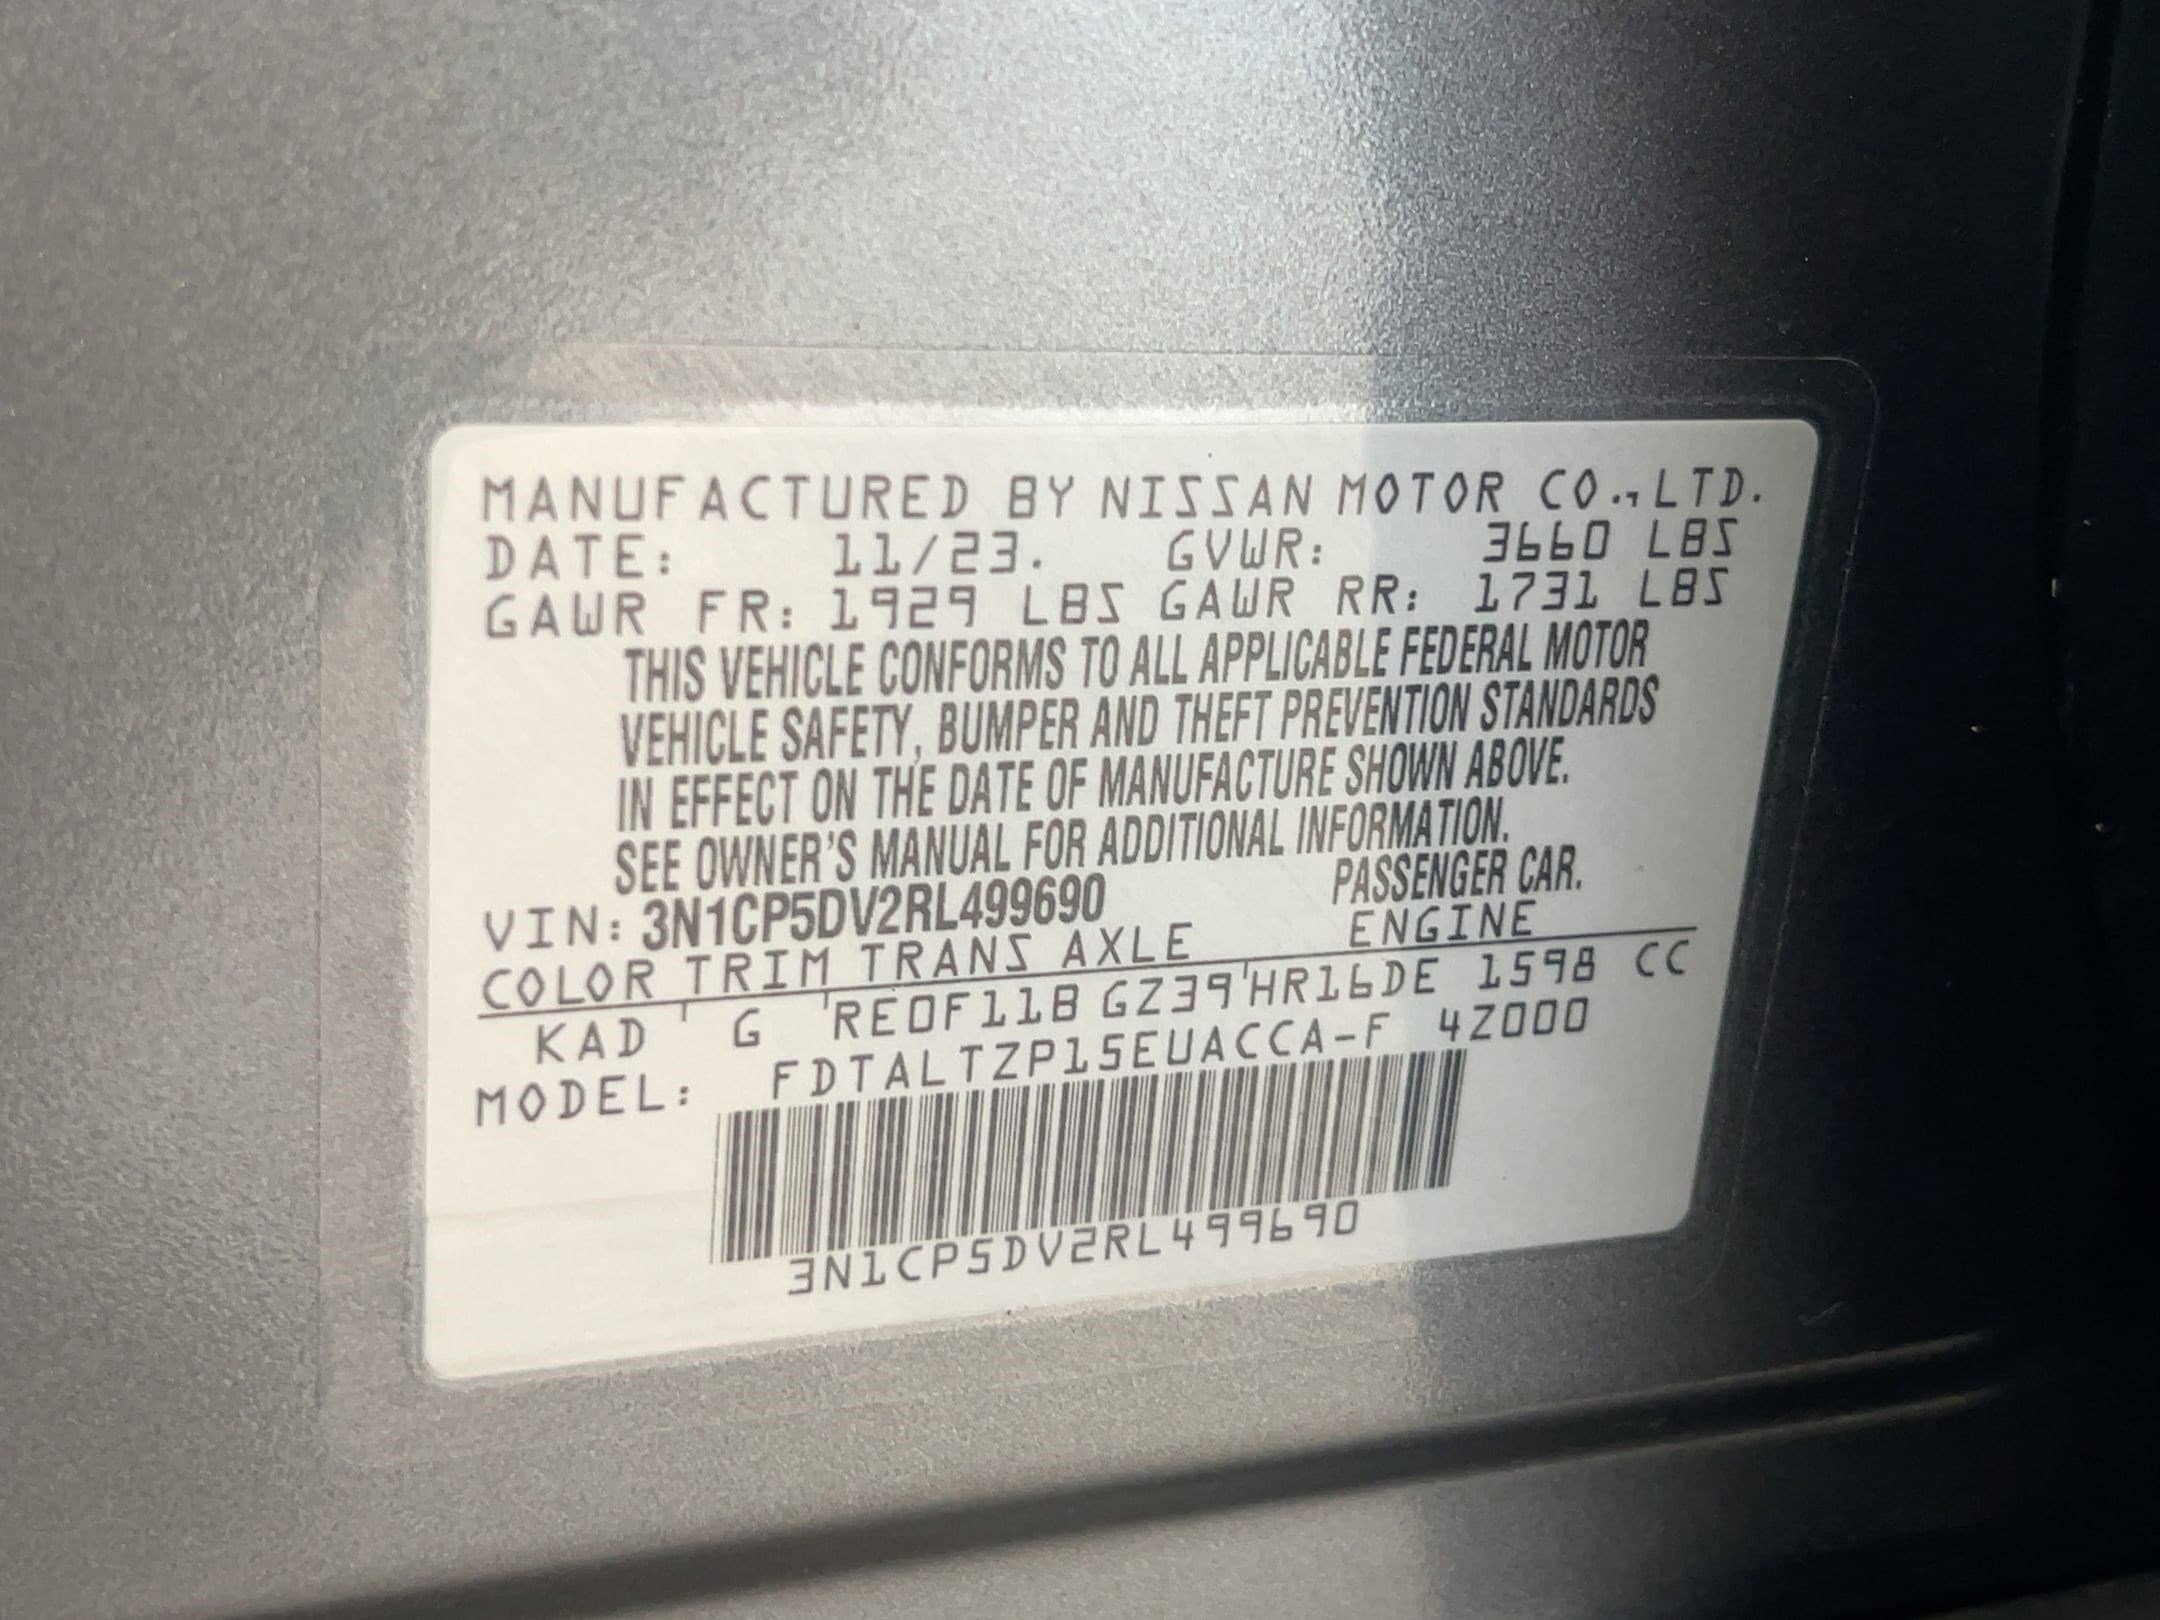 MANUFACTURED BY NISSAN MOTOR CO.,LTD.
DATE: 11/23. GVWR: 3660 LBS
GAWR FR: 1929 LBS GAWR RR: 1731 LBS
THIS VEHICLE CONFORMS TO ALL APPLICABLE FEDERAL MOTOR
VEHICLE SAFETY, BUMPER AND THEFT PREVENTION STANDARDS
IN EFFECT ON THE DATE OF MANUFACTURE SHOWN ABOVE.
SEE OWNER'S MANUAL FOR ADDITIONAL INFORMATION.
VIN: 3N1CP5DV2RL499690 PASSENGER CAR.
COLOR TRIM TRANS AXLE ENGINE
KAD G RE0F11B GZ39 HR16DE 1598 CC
MODEL: FDTALTZP15EUACCA-F 4Z000
3N1CP5DV2RL499690